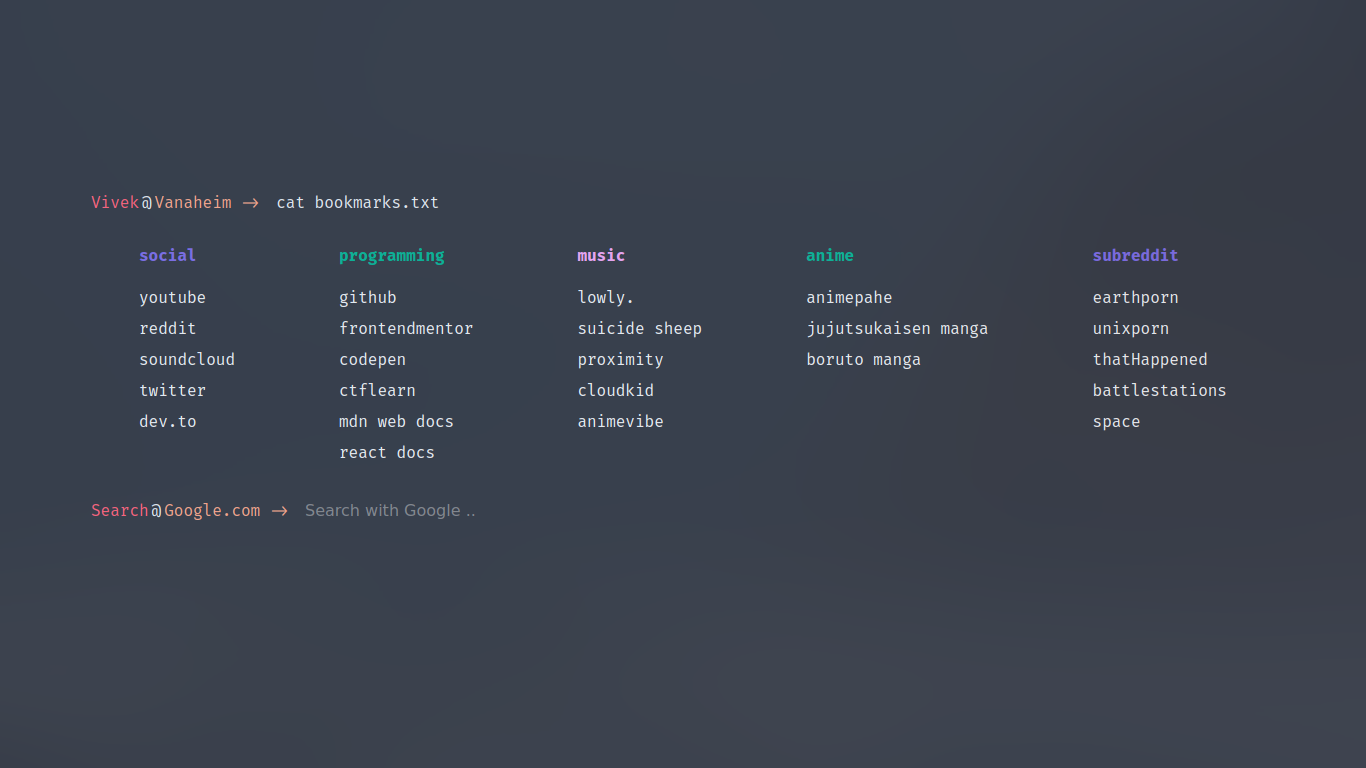 Vivek@Vanaheim → cat bookmarks.txt
social programming music anime subreddit
youtube github lowly. animepahe earthporn
reddit frontendmentor suicide sheep jujutsukaisen manga unixporn
soundcloud codepen proximity boruto manga thatHappened
twitter ctflearn cloudkid battlestations
dev.to mdn web docs animevibe space
react docs
Search@Google.com → Search with Google ..